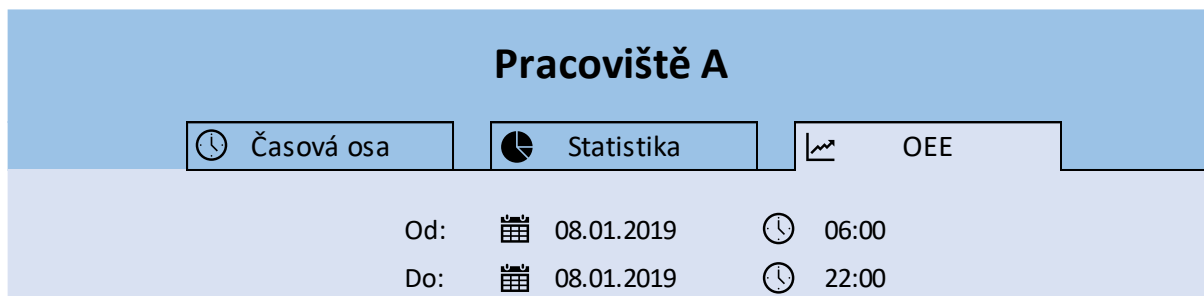 Pracoviště A
Časová osa Statistika OEE
Od: 08.01.2019 06:00
Do: 08.01.2019 22:00